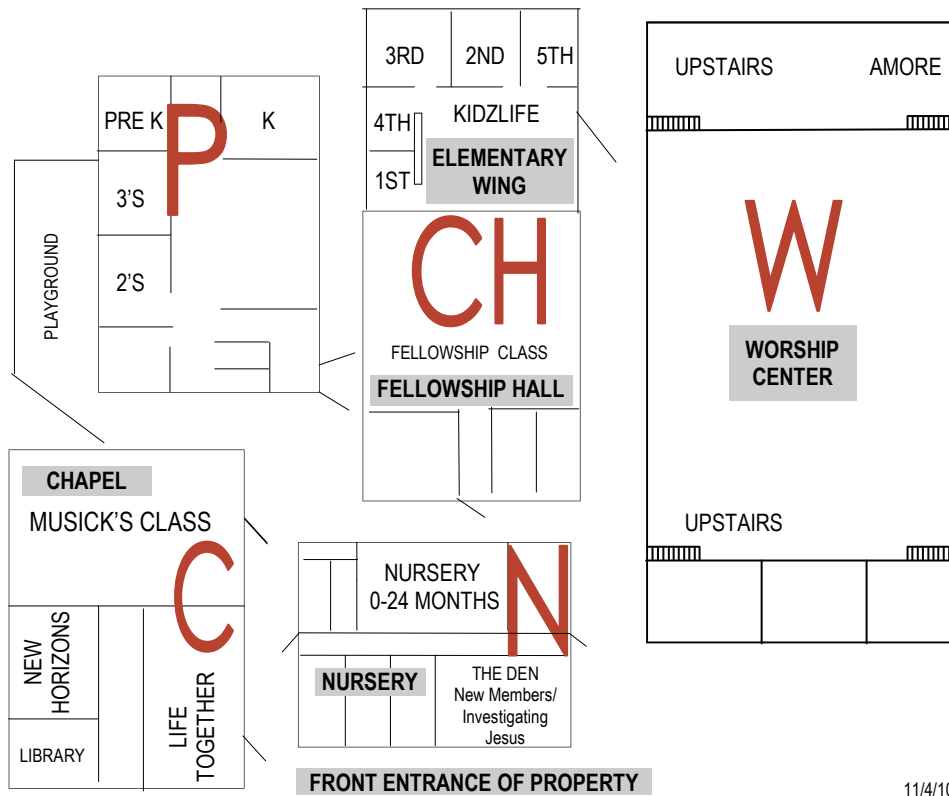 3RD 2ND 5TH
4TH KIDZLIFE
1ST
ELEMENTARY
WING
PRE K K
P
3'S
2'S
PLAYGROUND
CH
FELLOWSHIP CLASS
FELLOWSHIP HALL
UPSTAIRS AMORE
W
WORSHIP
CENTER
UPSTAIRS
CHAPEL
MUSICK'S CLASS
C
NEW
HORIZONS
LIBRARY
LIFE
TOGETHER
NURSERY
0-24 MONTHS
N
NURSERY
THE DEN
New Members/
Investigating
Jesus
FRONT ENTRANCE OF PROPERTY
11/4/10